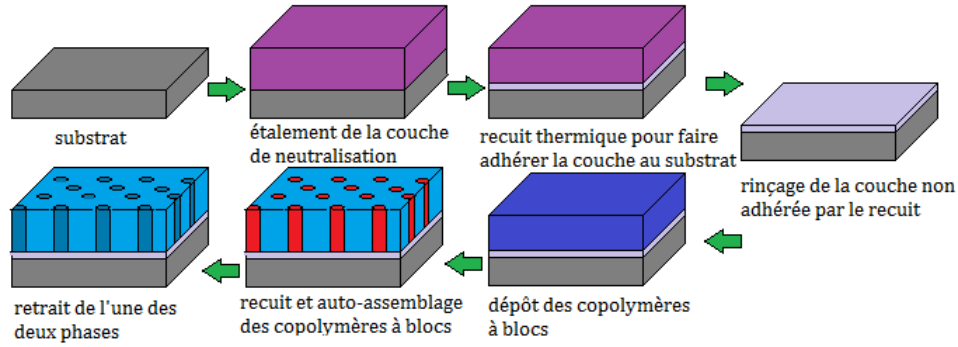 substrat
étalement de la couche
de neutralisation
recuit thermique pour faire
adhérer la couche au substrat
rinçage de la couche non
adhérée par le recuit
dépôt des copolymères
à blocs
recuit et auto-assemblage
des copolymères à blocs
retrait de l'une des
deux phases